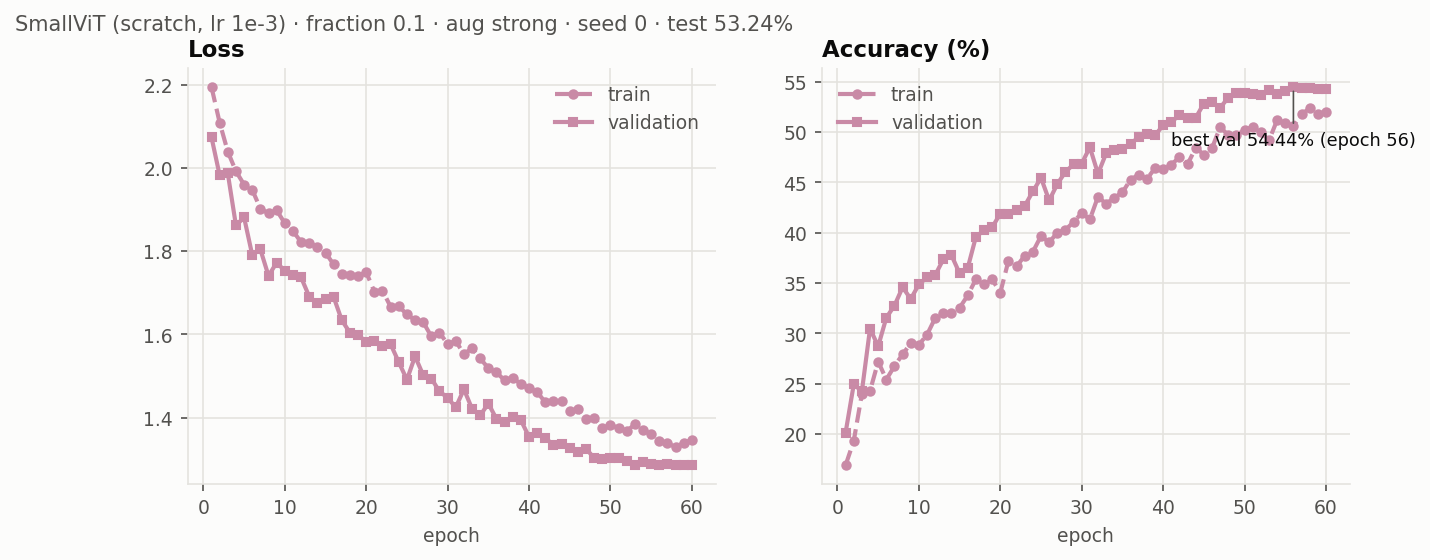 SmallViT (scratch, lr 1e-3) · fraction 0.1 · aug strong · seed 0 · test 53.24%
Loss
2.2
2.0
1.8
1.6
1.4
0 10 20 30 40 50 60
epoch
train
validation
Accuracy (%)
55
50
45
40
35
30
25
20
0 10 20 30 40 50 60
epoch
train
validation
best val 54.44% (epoch 56)